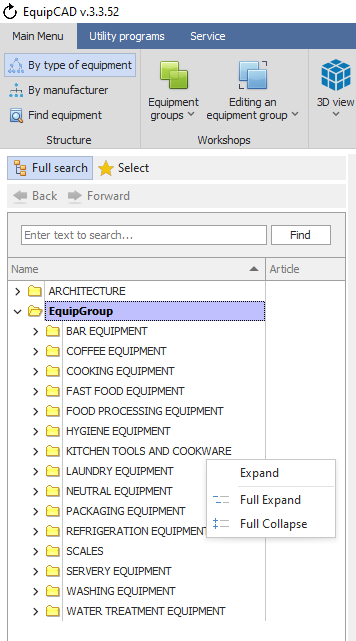 EquipCAD v.3.3.52
Main Menu Utility programs Service
By type of equipment
By manufacturer
Find equipment
Structure
Equipment groups
Editing an equipment group
Workshops
3D view
Full search Select
Back Forward
Enter text to search... Find
Name Article
ARCHITECTURE
EquipGroup
BAR EQUIPMENT
COFFEE EQUIPMENT
COOKING EQUIPMENT
FAST FOOD EQUIPMENT
FOOD PROCESSING EQUIPMENT
HYGIENE EQUIPMENT
KITCHEN TOOLS AND COOKWARE
LAUNDRY EQUIPMENT
NEUTRAL EQUIPMENT
PACKAGING EQUIPMENT
REFRIGERATION EQUIPMENT
SCALES
SERVERY EQUIPMENT
WASHING EQUIPMENT
WATER TREATMENT EQUIPMENT
Expand
Full Expand
Full Collapse